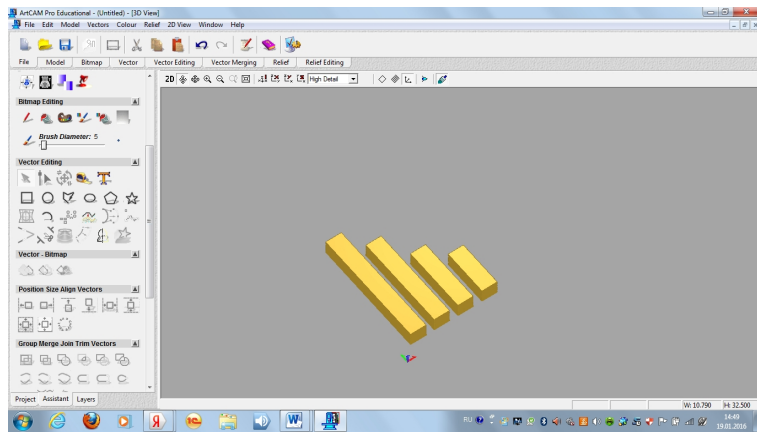 ArtCAM Pro Educational - (Untitled) - [3D View]
File Edit Model Vectors Colour Relief 2D View Window Help
File Model Bitmap Vector Vector Editing Vector Merging Relief Relief Editing
2D High Detail
Bitmap Editing
Brush Diameter: 5
Vector Editing
Vector - Bitmap
Position Size Align Vectors
Group Merge Join Trim Vectors
Project Assistant Layers
W: 10.790 H: 32.500
Я 1С W RU 14:49
19.01.2016